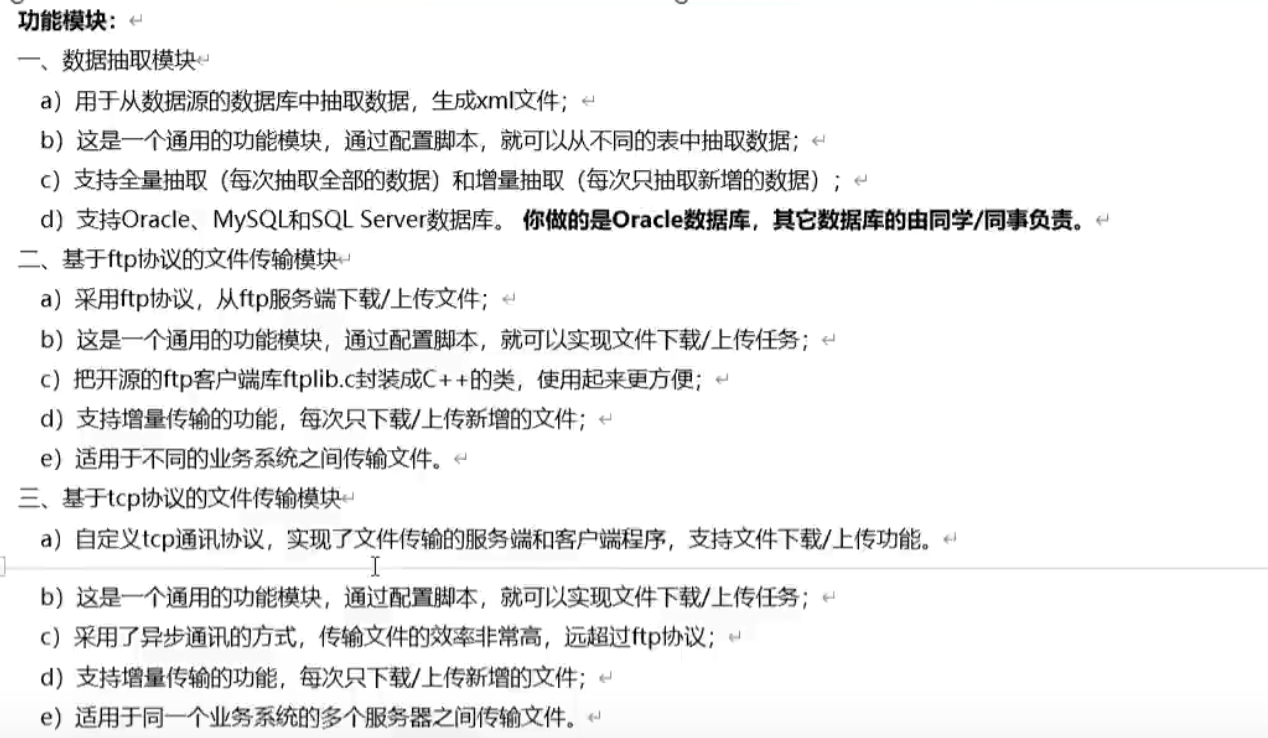 功能模块：
一、数据抽取模块
a）用于从数据源的数据库中抽取数据，生成xml文件；
b）这是一个通用的功能模块，通过配置脚本，就可以从不同的表中抽取数据；
c）支持全量抽取（每次抽取全部的数据）和增量抽取（每次只抽取新增的数据）；
d）支持Oracle、MySQL和SQL Server数据库。 你做的是Oracle数据库，其它数据库的由同学/同事负责。
二、基于ftp协议的文件传输模块
a）采用ftp协议，从ftp服务端下载/上传文件；
b）这是一个通用的功能模块，通过配置脚本，就可以实现文件下载/上传任务；
c）把开源的ftp客户端库ftplib.c封装成C++的类，使用起来更方便；
d）支持增量传输的功能，每次只下载/上传新增的文件；
e）适用于不同的业务系统之间传输文件。
三、基于tcp协议的文件传输模块
a）自定义tcp通讯协议，实现了文件传输的服务端和客户端程序，支持文件下载/上传功能。
b）这是一个通用的功能模块，通过配置脚本，就可以实现文件下载/上传任务；
c）采用了异步通讯的方式，传输文件的效率非常高，远超过ftp协议；
d）支持增量传输的功能，每次只下载/上传新增的文件；
e）适用于同一个业务系统的多个服务器之间传输文件。